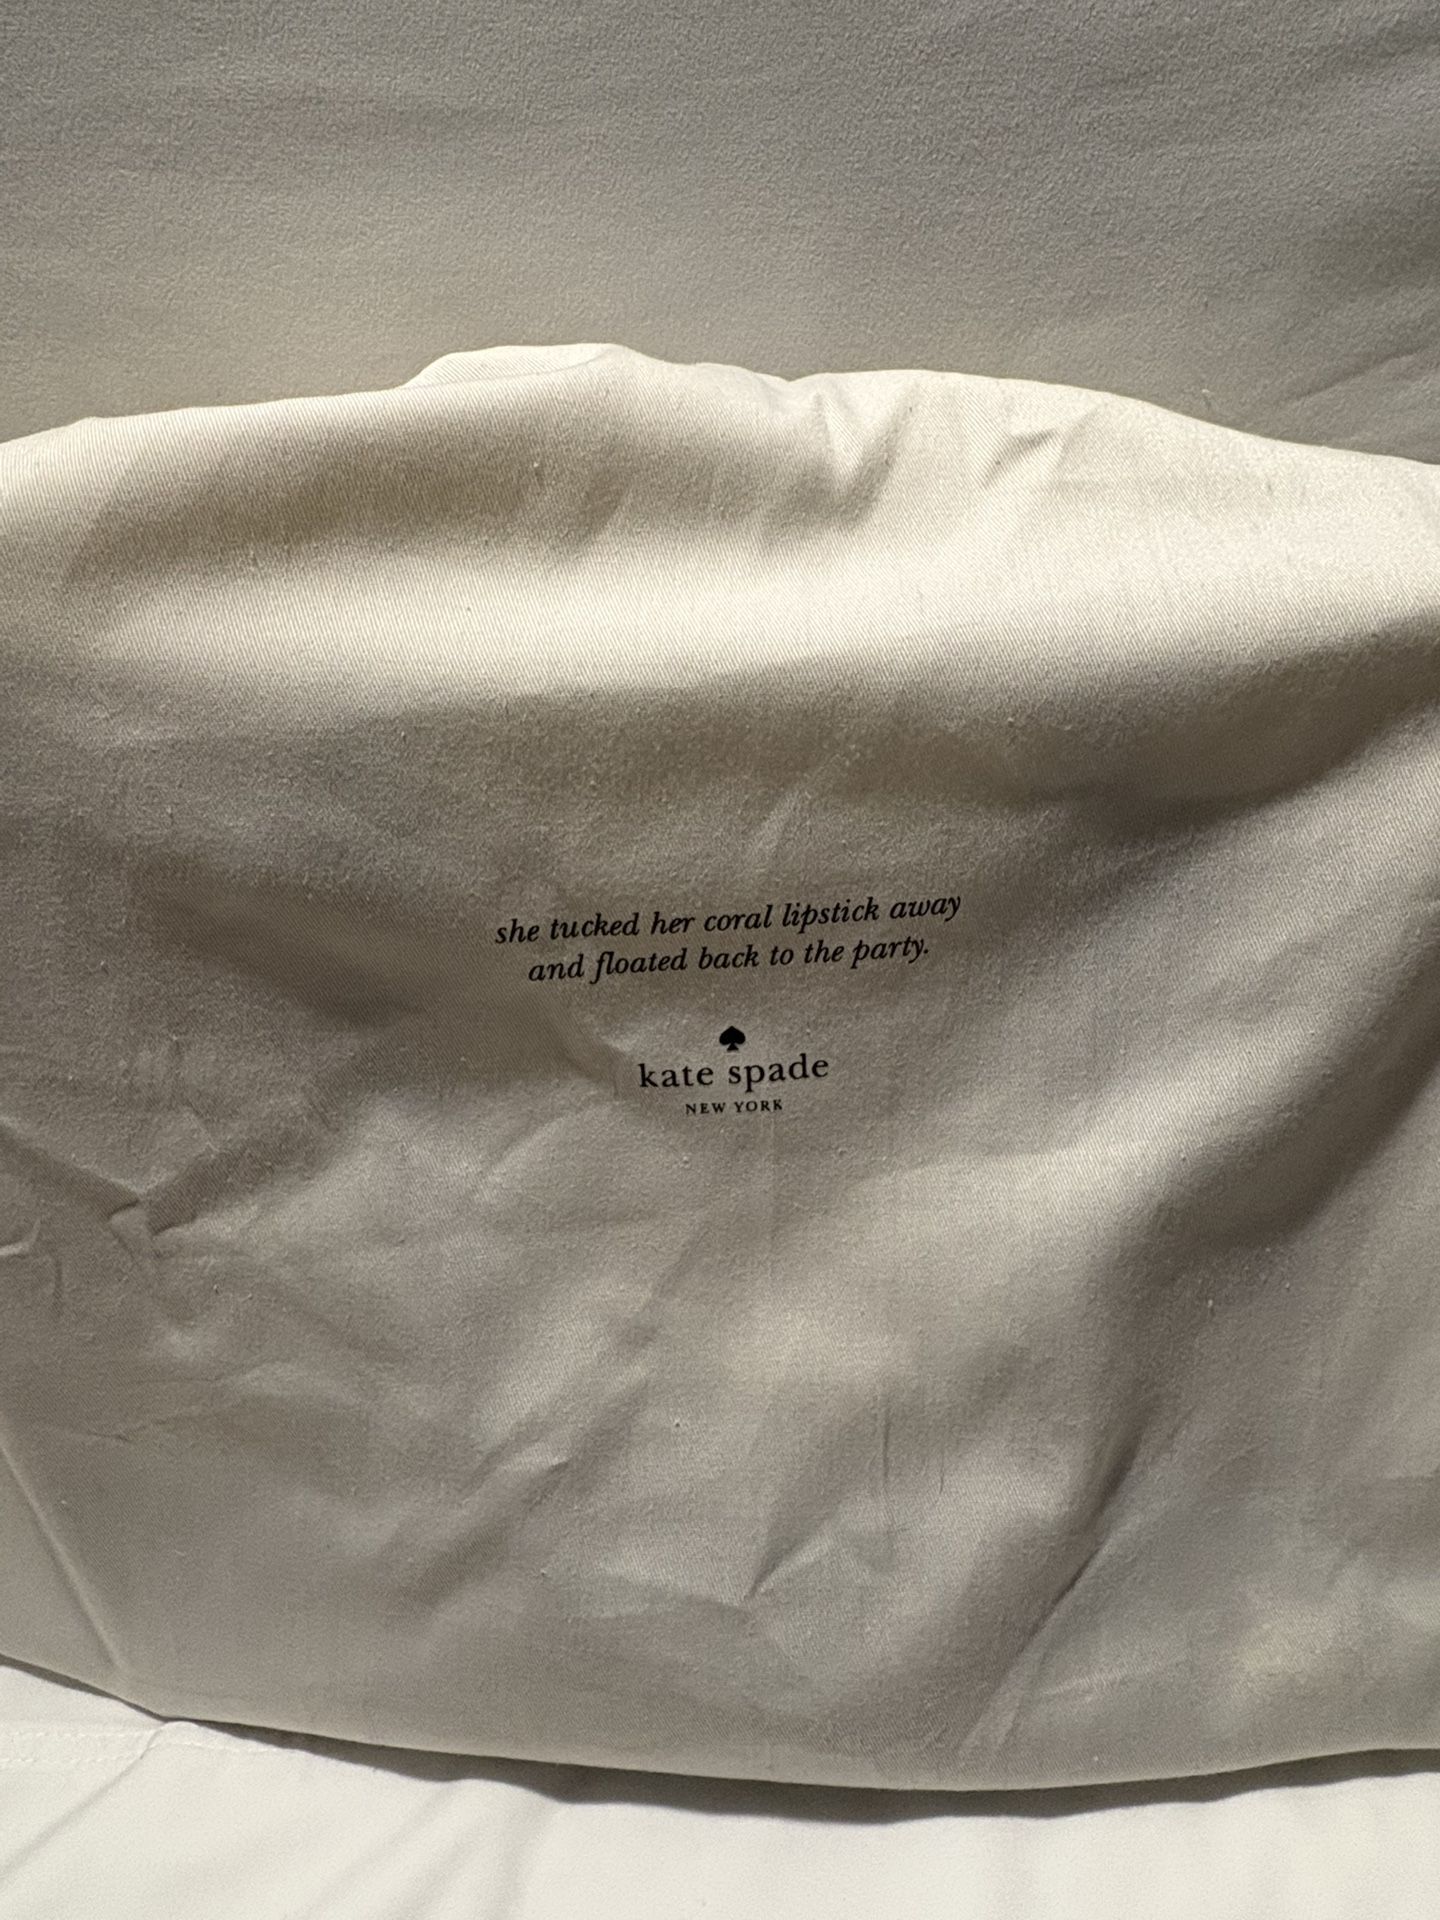 she tucked her coral lipstick away
and floated back to the party.
kate spade
NEW YORK